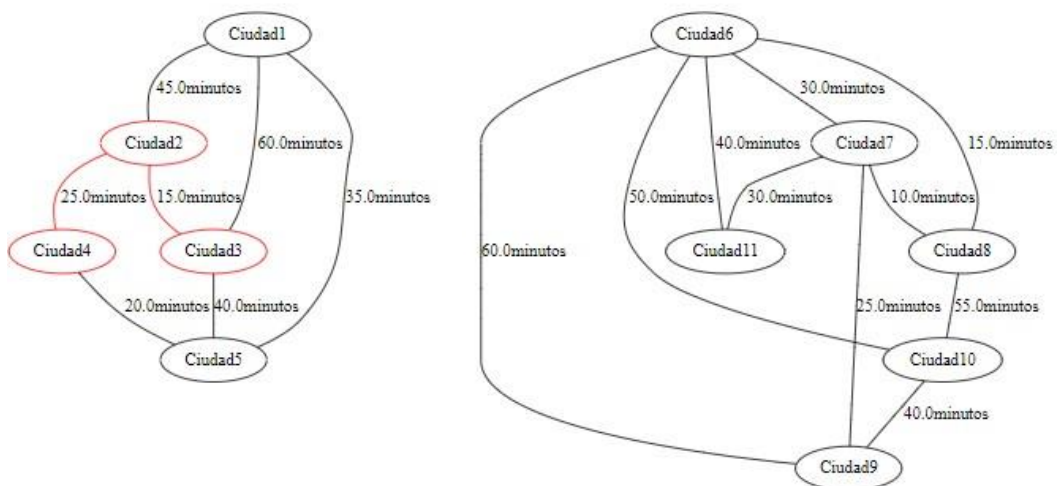 Ciudad1
Ciudad6
45.0minutos
30.0minutos
Ciudad2
60.0minutos
40.0minutos
Ciudad7
15.0minutos
25.0minutos
15.0minutos
35.0minutos
50.0minutos
30.0minutos
10.0minutos
Ciudad4
Ciudad3
60.0minutos
Ciudad11
Ciudad8
20.0minutos
40.0minutos
25.0minutos
55.0minutos
Ciudad5
Ciudad10
40.0minutos
Ciudad9